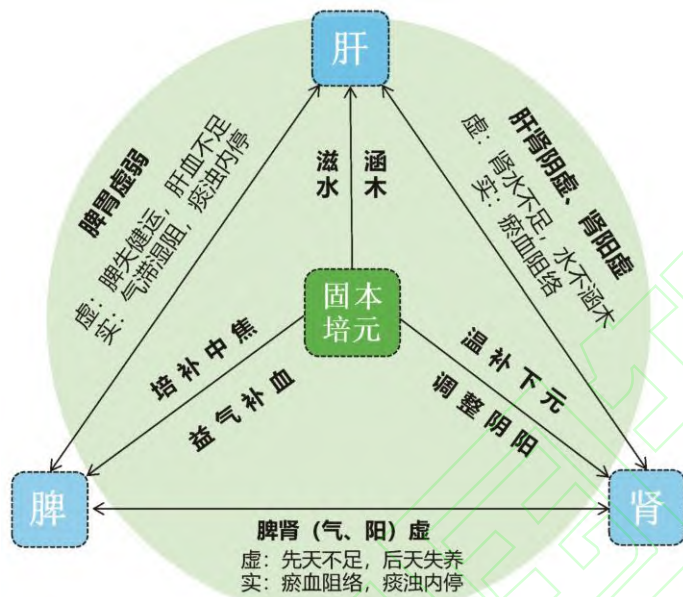 肝
脾胃虚弱
虚：脾失健运，肝血不足
实：气滞湿阻，痰浊内停
滋水
涵木
肝肾阴虚、肾阳虚
虚：肾水不足，水不涵木
实：瘀血阻络
固本
培元
培补中焦
益气补血
温补下元
调整阴阳
脾
肾
脾肾（气、阳）虚
虚：先天不足，后天失养
实：瘀血阻络，痰浊内停